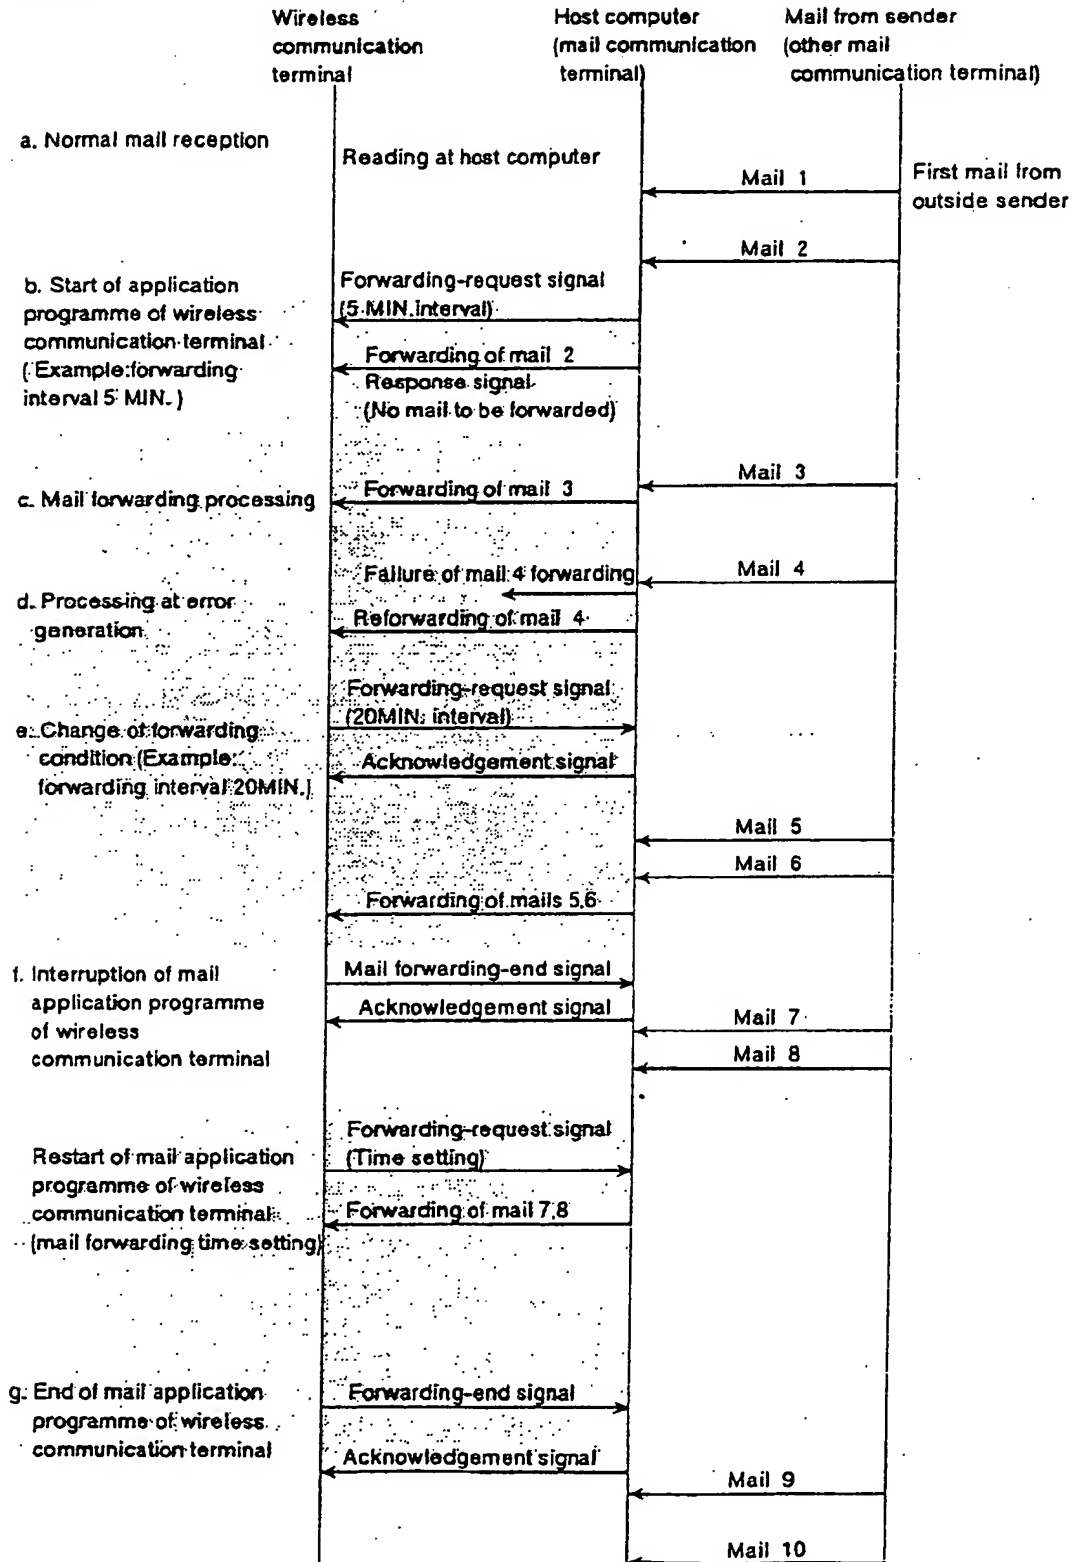 Wireless
communication
terminal
Host computer
(mail communication
terminal)
Mail from sender
(other mail
communication terminal)
a. Normal mail reception
Reading at host computer
Mail 1
First mail from
outside sender
Mail 2
b. Start of application
programme of wireless
communication terminal
(Example: forwarding
interval 5 MIN.)
Forwarding-request signal
(5 MIN. interval)
Forwarding of mail 2
Response signal
(No mail to be forwarded)
Mail 3
c. Mail forwarding processing
Forwarding of mail 3
Mail 4
Failure of mail 4 forwarding
d. Processing at error
generation
Reforwarding of mail 4
Forwarding-request signal
(20MIN. interval)
e. Change of forwarding
condition (Example:
forwarding interval 20MIN.)
Acknowledgement signal
Mail 5
Mail 6
Forwarding of mails 5,6
f. Interruption of mail
application programme
of wireless
communication terminal
Mail forwarding-end signal
Acknowledgement signal
Mail 7
Mail 8
Forwarding-request signal
(Time setting)
Restart of mail application
programme of wireless
communication terminal
(mail forwarding time setting)
Forwarding of mail 7,8
g. End of mail application
programme of wireless
communication terminal
Forwarding-end signal
Acknowledgement signal
Mail 9
Mail 10